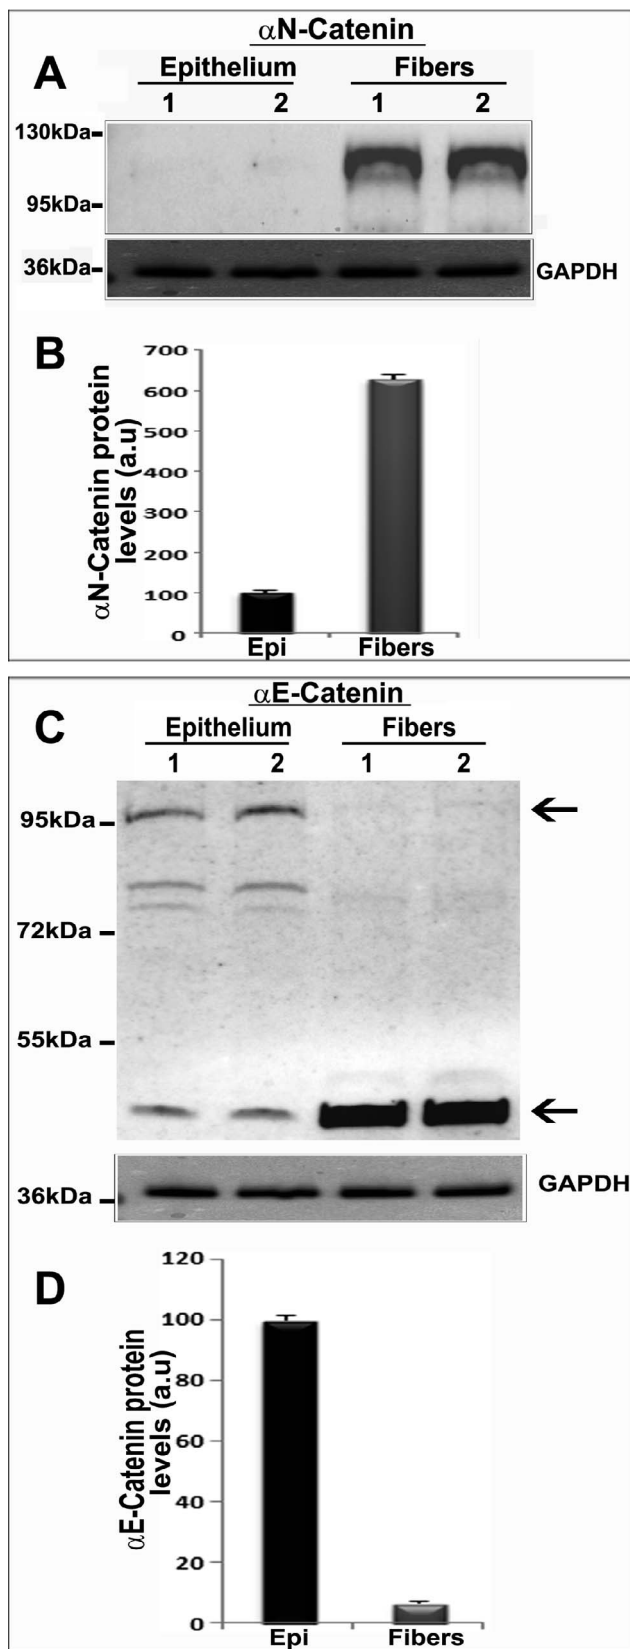 αN-Catenin
A
Epithelium Fibers
1 2 1 2
130kDa
95kDa
36kDa
GAPDH
B
αN-Catenin protein
levels (a.u)
700
600
500
400
300
200
100
0
Epi Fibers
αE-Catenin
C
Epithelium Fibers
1 2 1 2
95kDa
72kDa
55kDa
36kDa
GAPDH
D
αE-Catenin protein
levels (a.u)
120
100
80
60
40
20
0
Epi Fibers